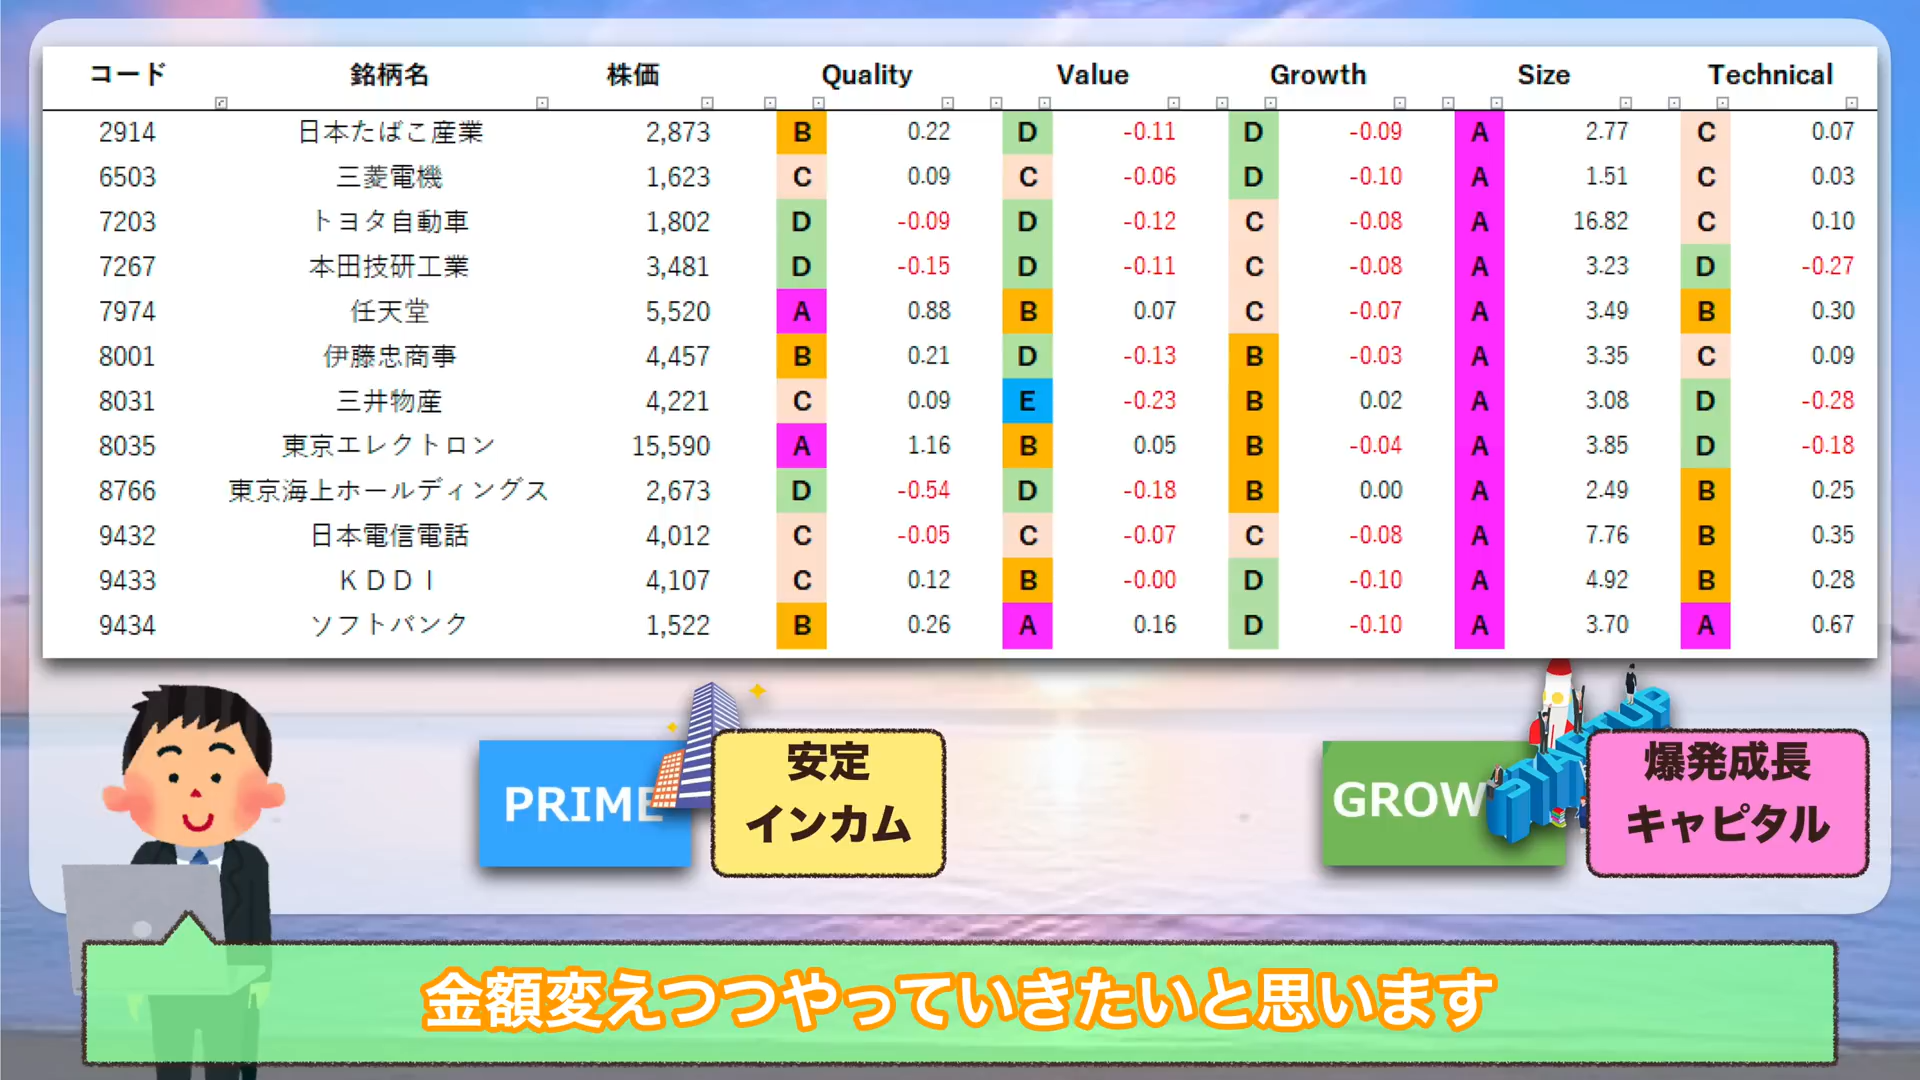 コード 銘柄名 株価 Quality Value Growth Size Technical
2914 日本たばこ産業 2,873 B 0.22 D -0.11 D -0.09 A 2.77 C 0.07
6503 三菱電機 1,623 C 0.09 C -0.06 D -0.10 A 1.51 C 0.03
7203 トヨタ自動車 1,802 D -0.09 D -0.12 C -0.08 A 16.82 C 0.10
7267 本田技研工業 3,481 D -0.15 D -0.11 C -0.08 A 3.23 D -0.27
7974 任天堂 5,520 A 0.88 B 0.07 C -0.07 A 3.49 B 0.30
8001 伊藤忠商事 4,457 B 0.21 D -0.13 B -0.03 A 3.35 C 0.09
8031 三井物産 4,221 C 0.09 E -0.23 B 0.02 A 3.08 D -0.28
8035 東京エレクトロン 15,590 A 1.16 B 0.05 B -0.04 A 3.85 D -0.18
8766 東京海上ホールディングス 2,673 D -0.54 D -0.18 B 0.00 A 2.49 B 0.25
9432 日本電信電話 4,012 C -0.05 C -0.07 C -0.08 A 7.76 B 0.35
9433 ＫＤＤＩ 4,107 C 0.12 B -0.00 D -0.10 A 4.92 B 0.28
9434 ソフトバンク 1,522 B 0.26 A 0.16 D -0.10 A 3.70 A 0.67
PRIME
安定
インカム
GROW
STARTUP
爆発成長
キャピタル
金額変えつつやっていきたいと思います